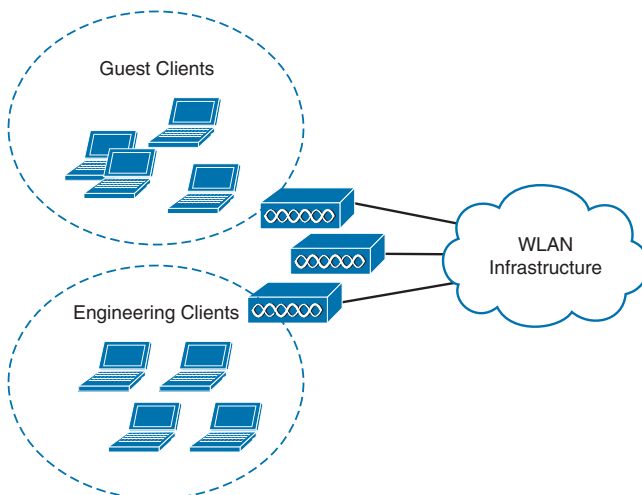 Guest Clients
WLAN
Infrastructure
Engineering Clients